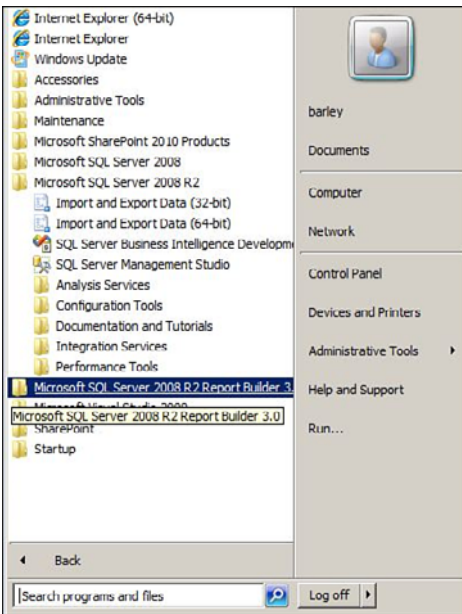 Internet Explorer (64-bit)
Internet Explorer
Windows Update
Accessories
Administrative Tools
Maintenance
Microsoft SharePoint 2010 Products
Microsoft SQL Server 2008
Microsoft SQL Server 2008 R2
Import and Export Data (32-bit)
Import and Export Data (64-bit)
SQL Server Business Intelligence Developme
SQL Server Management Studio
Analysis Services
Configuration Tools
Documentation and Tutorials
Integration Services
Performance Tools
Microsoft SQL Server 2008 R2 Report Builder 3.
Microsoft Visual Studio 2008
Microsoft SQL Server 2008 R2 Report Builder 3.0
SharePoint
Startup
Back
Search programs and files
barley
Documents
Computer
Network
Control Panel
Devices and Printers
Administrative Tools
Help and Support
Run...
Log off